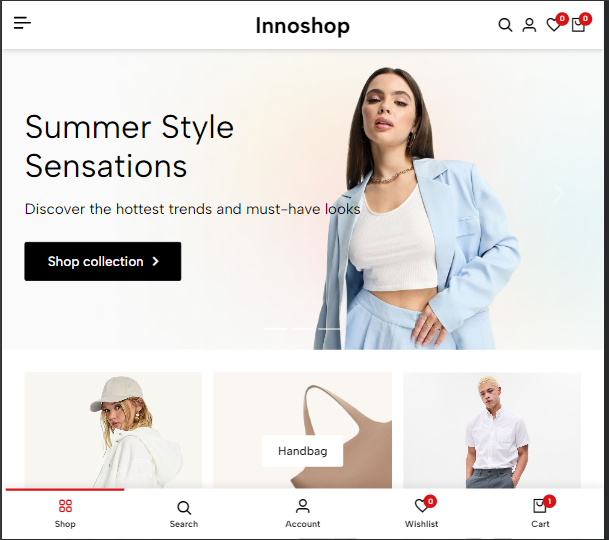 Innoshop
0
0
Summer Style
Sensations
Discover the hottest trends and must-have looks
Shop collection
Handbag
0
1
Shop
Search
Account
Wishlist
Cart